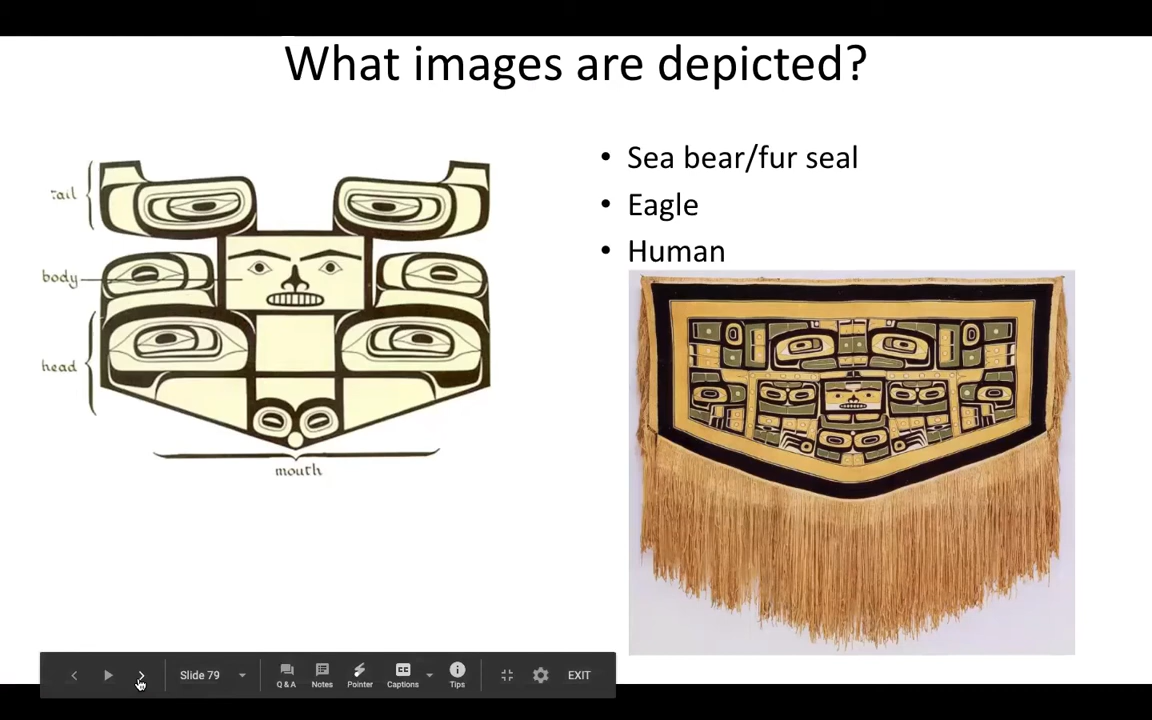 What images are depicted?
tail
body
head
mouth
• Sea bear/fur seal
• Eagle
• Human
Slide 79
Q & A
Notes
Pointer
CC
Captions
Tips
EXIT